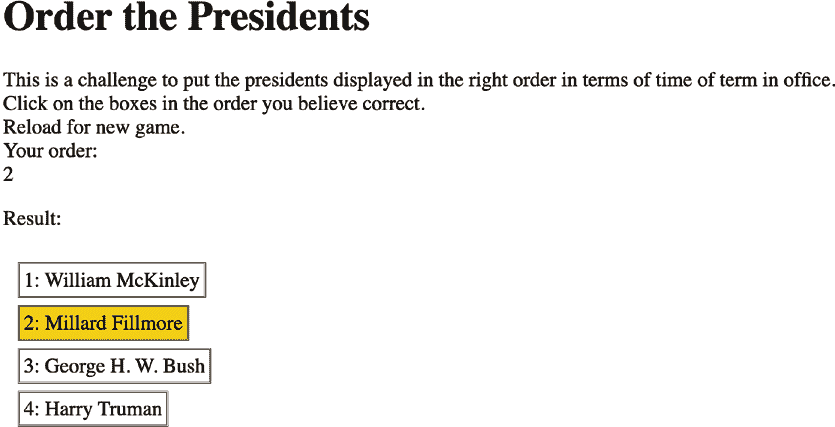 Order the Presidents
This is a challenge to put the presidents displayed in the right order in terms of time of term in office.
Click on the boxes in the order you believe correct.
Reload for new game.
Your order:
2
Result:
1: William McKinley
2: Millard Fillmore
3: George H. W. Bush
4: Harry Truman